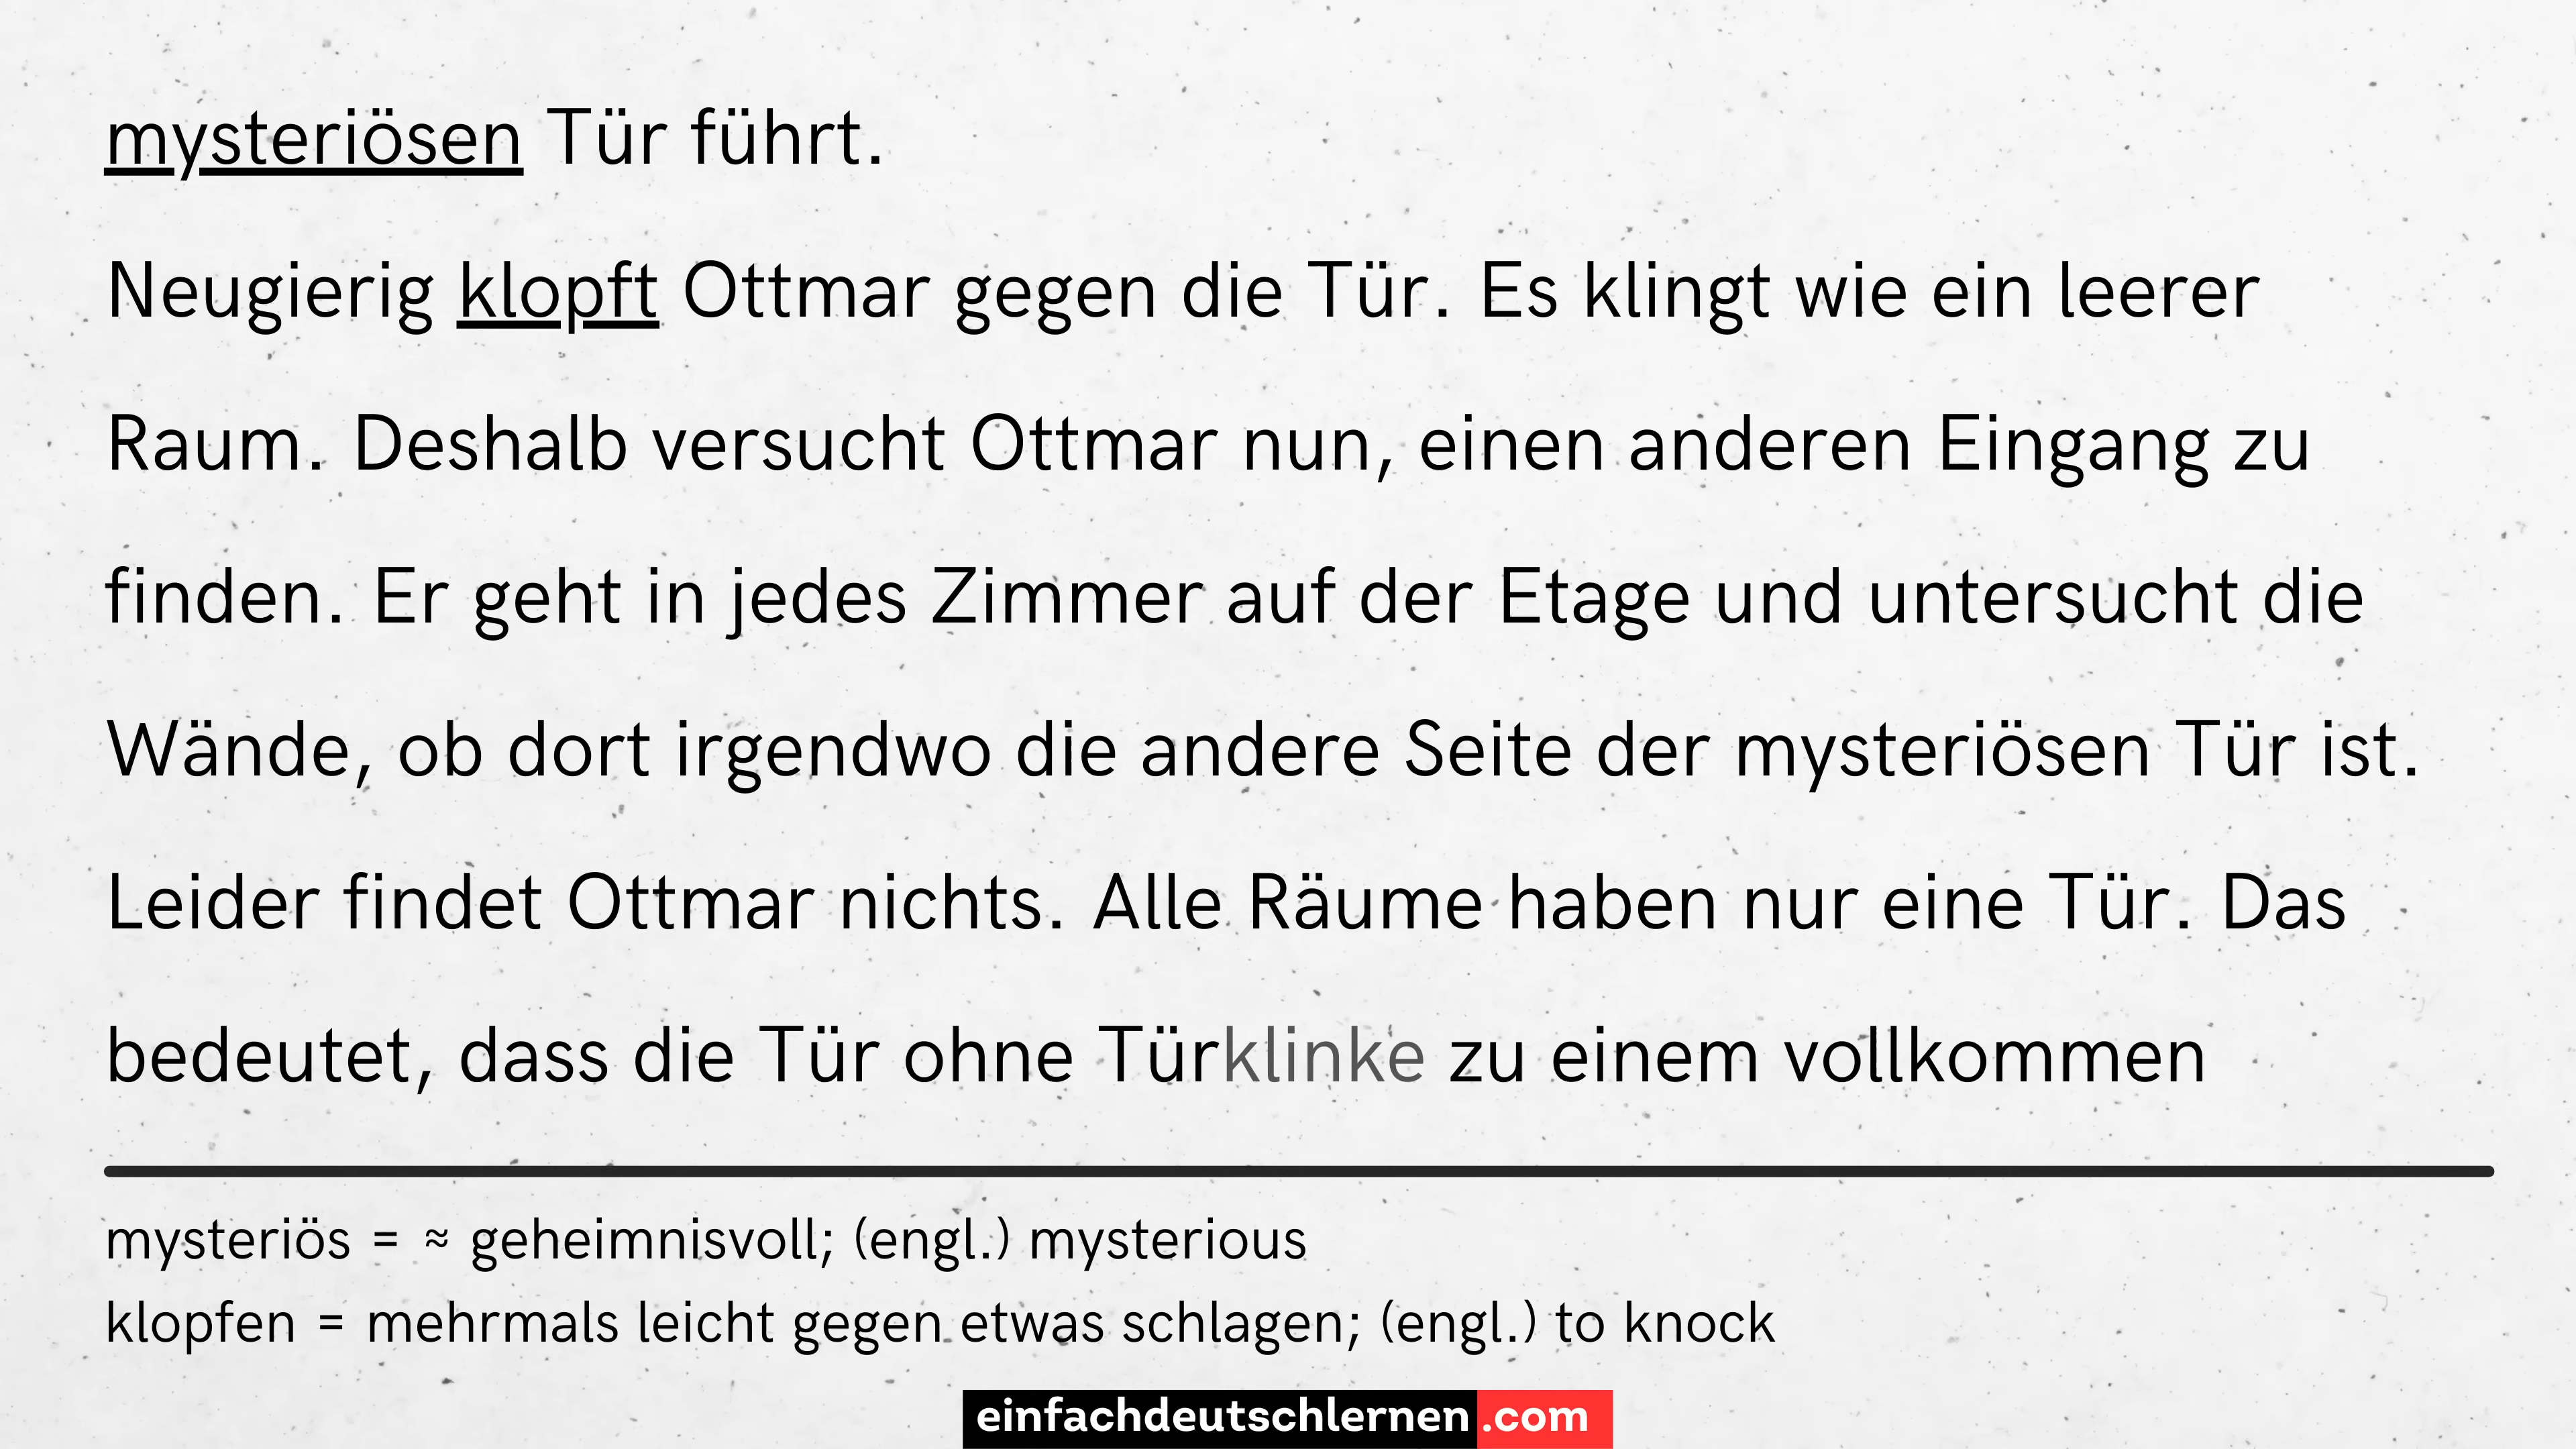 mysteriösen Tür führt.
Neugierig klopft Ottmar gegen die Tür. Es klingt wie ein leerer
Raum. Deshalb versucht Ottmar nun, einen anderen Eingang zu
finden. Er geht in jedes Zimmer auf der Etage und untersucht die
Wände, ob dort irgendwo die andere Seite der mysteriösen Tür ist.
Leider findet Ottmar nichts. Alle Räume haben nur eine Tür. Das
bedeutet, dass die Tür ohne Türklinke zu einem vollkommen
mysteriös = ≈ geheimnisvoll; (engl.) mysterious
klopfen = mehrmals leicht gegen etwas schlagen; (engl.) to knock
einfachdeutschlernen.com